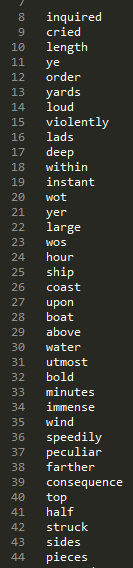 7
8 inquired
9 cried
10 length
11 ye
12 order
13 yards
14 loud
15 violently
16 lads
17 deep
18 within
19 instant
20 wot
21 yer
22 large
23 wos
24 hour
25 ship
26 coast
27 upon
28 boat
29 above
30 water
31 utmost
32 bold
33 minutes
34 immense
35 wind
36 speedily
37 peculiar
38 farther
39 consequence
40 top
41 half
42 struck
43 sides
44 pieces